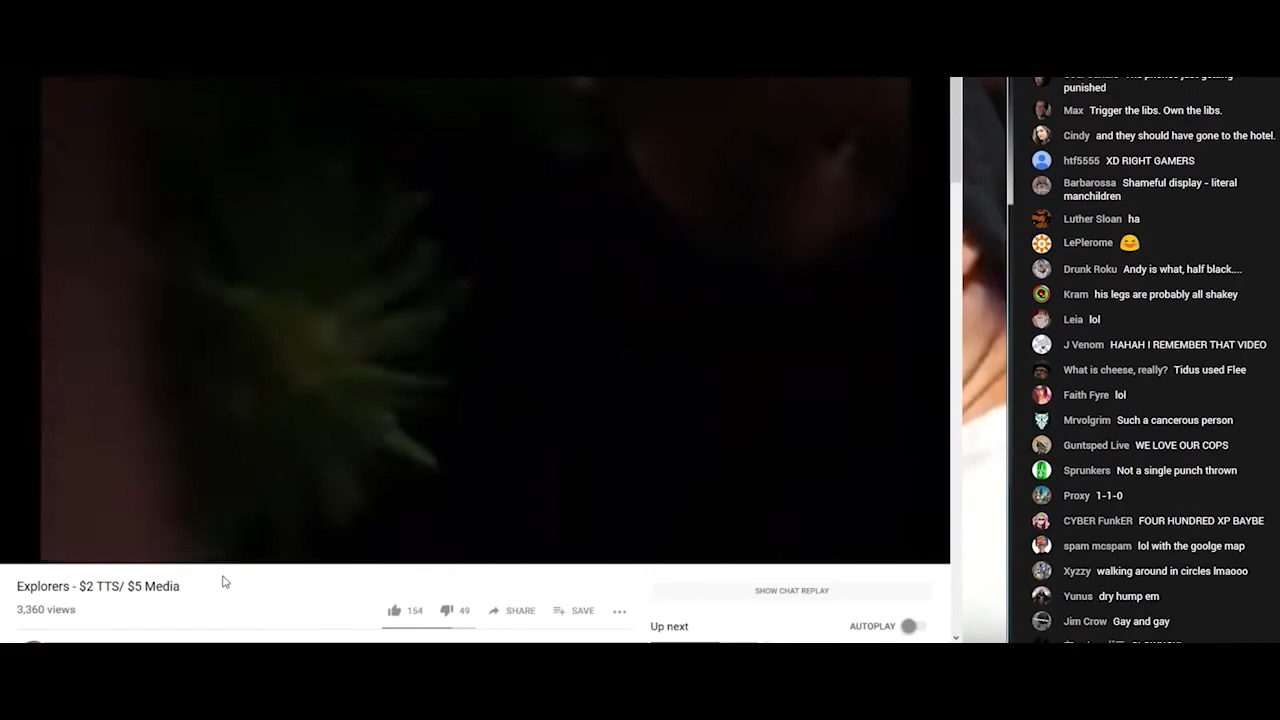 punished
Max Trigger the libs. Own the libs.
Cindy and they should have gone to the hotel.
htf5555 XD RIGHT GAMERS
Barbarossa Shameful display - literal
manchildren
Luther Sloan ha
LePlerome
Drunk Roku Andy is what, half black....
Kram his legs are probably all shakey
Leia lol
J Venom HAHAH I REMEMBER THAT VIDEO
What is cheese, really? Tidus used Flee
Faith Fyre lol
Mrvolgrim Such a cancerous person
Guntsped Live WE LOVE OUR COPS
Sprunkers Not a single punch thrown
Proxy 1-1-0
CYBER FunkER FOUR HUNDRED XP BAYBE
spam mcspam lol with the goolge map
Xyzzy walking around in circles lmaooo
Yunus dry hump em
Jim Crow Gay and gay
Explorers - $2 TTS/ $5 Media
3,360 views
154 49 SHARE SAVE
SHOW CHAT REPLAY
Up next AUTOPLAY